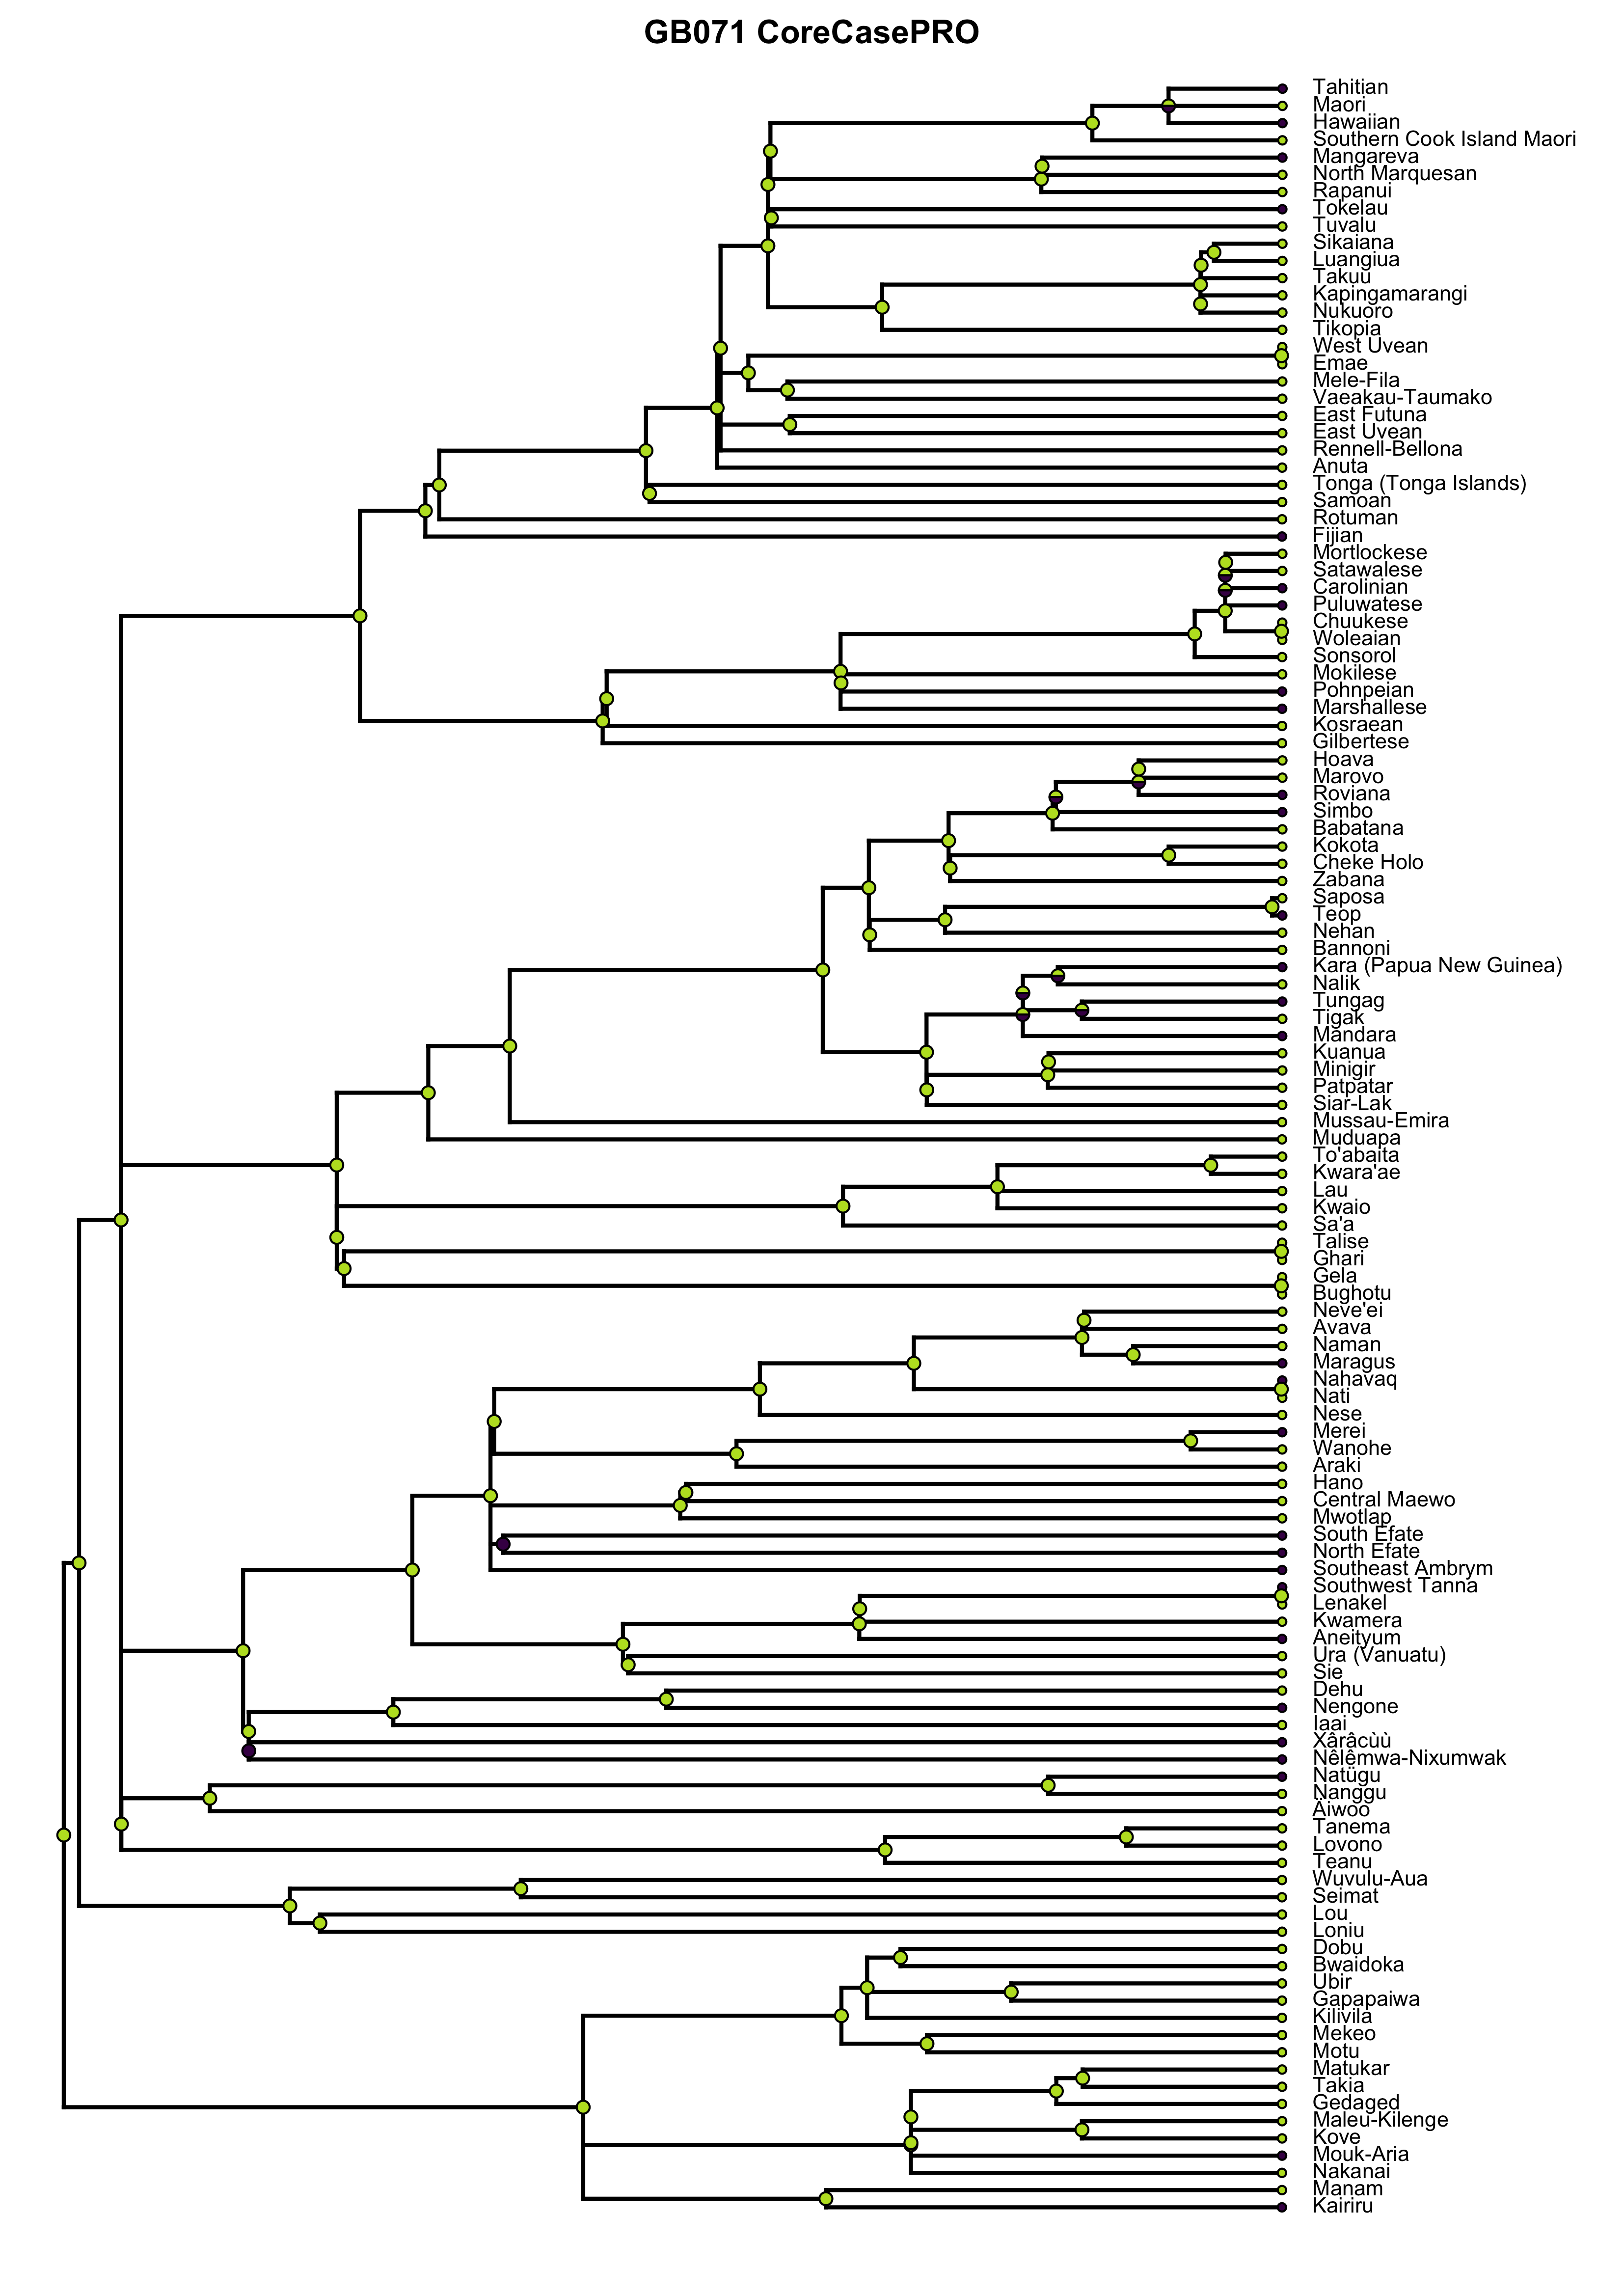 GB071 CoreCasePRO
Tahitian
Maori
Hawaiian
Southern Cook Island Maori
Mangareva
North Marquesan
Rapanui
Tokelau
Tuvalu
Sikaiana
Luangiua
Takuu
Kapingamarangi
Nukuoro
Tikopia
West Uvean
Emae
Mele-Fila
Vaeakau-Taumako
East Futuna
East Uvean
Rennell-Bellona
Anuta
Tonga (Tonga Islands)
Samoan
Rotuman
Fijian
Mortlockese
Satawalese
Carolinian
Puluwatese
Chuukese
Woleaian
Sonsorol
Mokilese
Pohnpeian
Marshallese
Kosraean
Gilbertese
Hoava
Marovo
Roviana
Simbo
Babatana
Kokota
Cheke Holo
Zabana
Saposa
Teop
Nehan
Bannoni
Kara (Papua New Guinea)
Nalik
Tungag
Tigak
Mandara
Kuanua
Minigir
Patpatar
Siar-Lak
Mussau-Emira
Muduapa
To'abaita
Kwara'ae
Lau
Kwaio
Sa'a
Talise
Ghari
Gela
Bughotu
Neve'ei
Avava
Naman
Maragus
Nahavaq
Nati
Nese
Merei
Wanohe
Araki
Hano
Central Maewo
Mwotlap
South Efate
North Efate
Southeast Ambrym
Southwest Tanna
Lenakel
Kwamera
Aneityum
Ura (Vanuatu)
Sie
Dehu
Nengone
Iaai
Xârâcùù
Nêlêmwa-Nixumwak
Natügu
Nanggu
Äiwoo
Tanema
Lovono
Teanu
Wuvulu-Aua
Seimat
Lou
Loniu
Dobu
Bwaidoka
Ubir
Gapapaiwa
Kilivila
Mekeo
Motu
Matukar
Takia
Gedaged
Maleu-Kilenge
Kove
Mouk-Aria
Nakanai
Manam
Kairiru